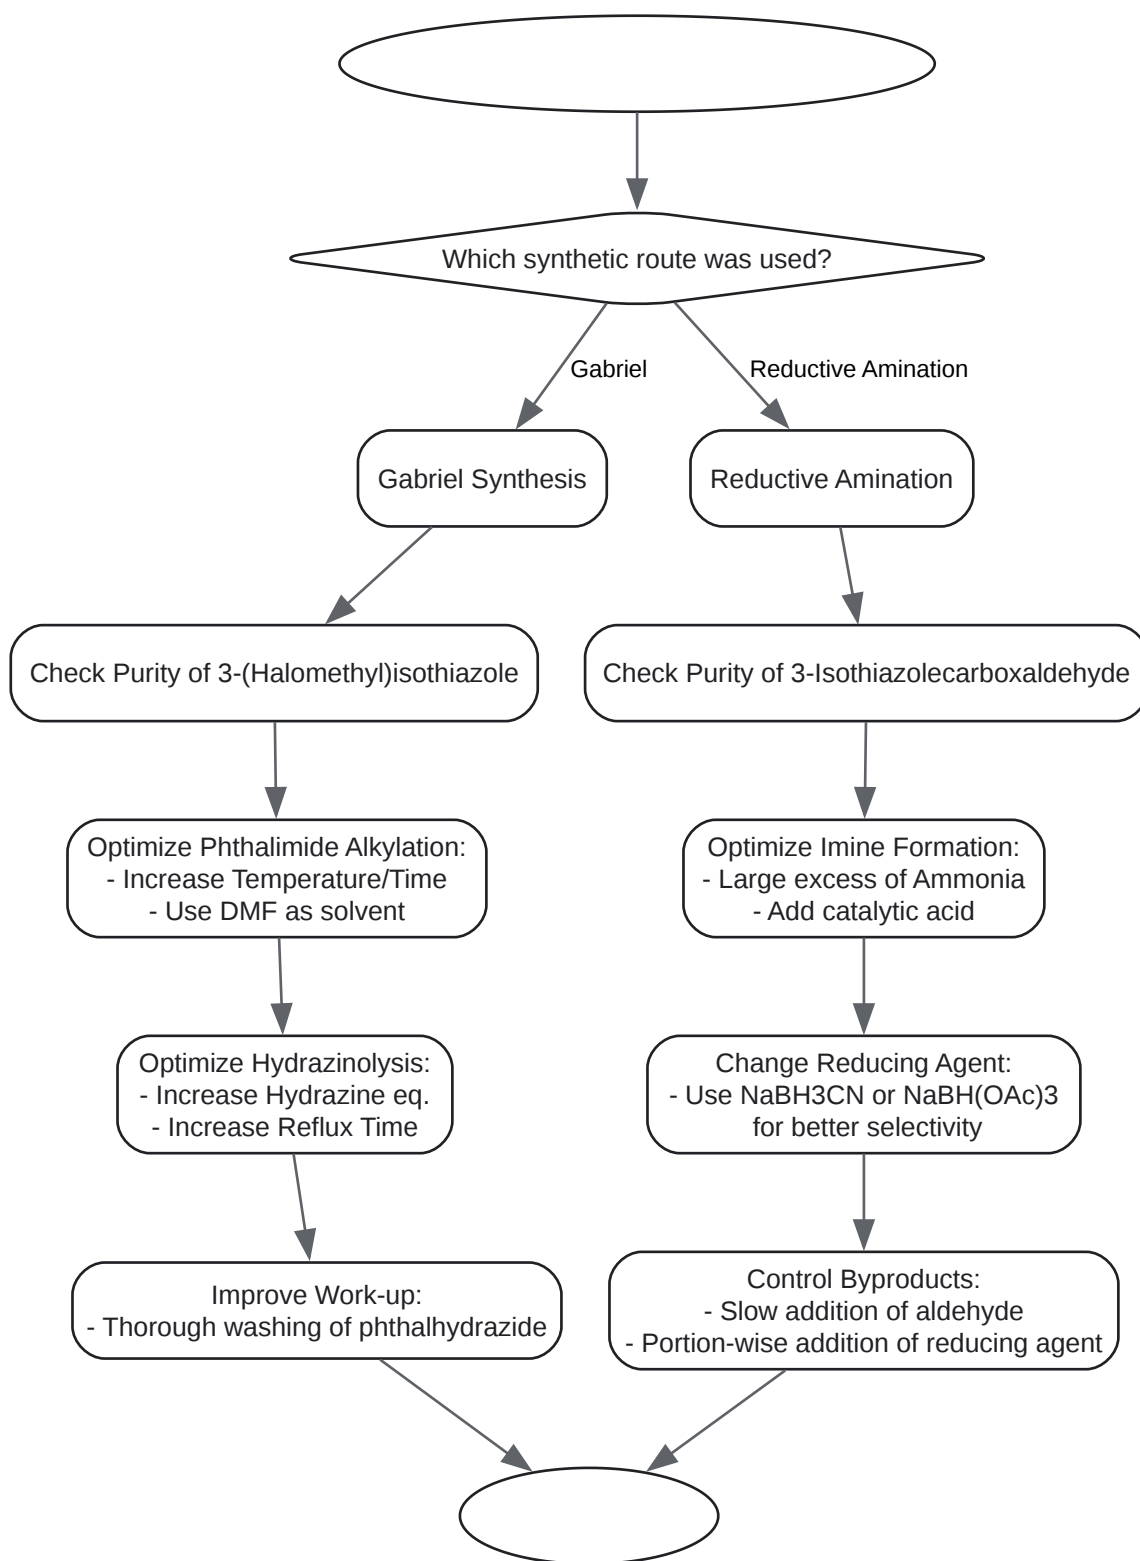 Which synthetic route was used?
Gabriel
Reductive Amination
Gabriel Synthesis
Reductive Amination
Check Purity of 3-(Halomethyl)isothiazole
Check Purity of 3-Isothiazolecarboxaldehyde
Optimize Phthalimide Alkylation:
- Increase Temperature/Time
- Use DMF as solvent
Optimize Imine Formation:
- Large excess of Ammonia
- Add catalytic acid
Optimize Hydrazinolysis:
- Increase Hydrazine eq.
- Increase Reflux Time
Change Reducing Agent:
- Use NaBH3CN or NaBH(OAc)3
for better selectivity
Improve Work-up:
- Thorough washing of phthalhydrazide
Control Byproducts:
- Slow addition of aldehyde
- Portion-wise addition of reducing agent